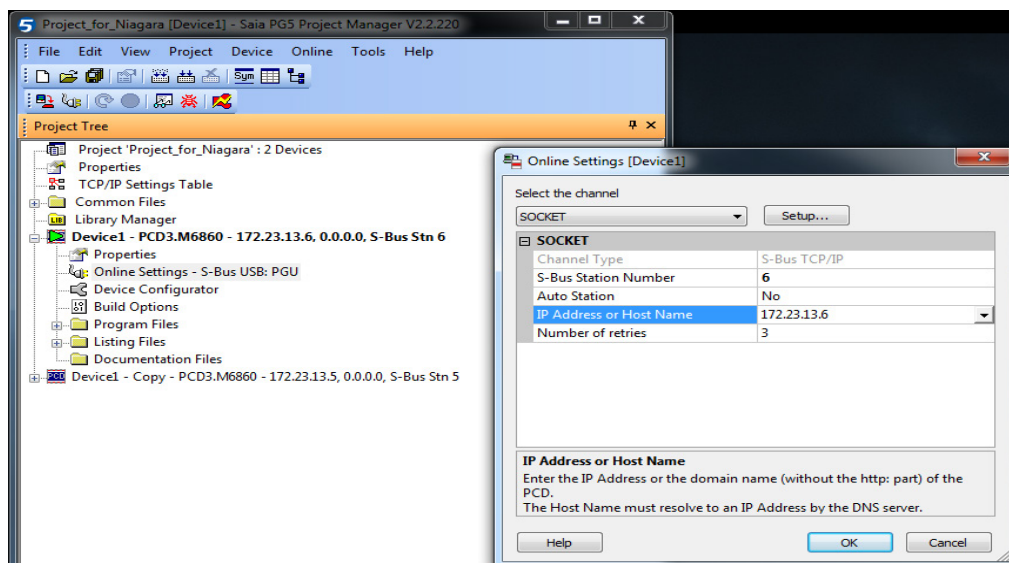 Project_for_Niagara [Device1] - Saia PG5 Project Manager V2.2.220
File Edit View Project Device Online Tools Help
Sym
Project Tree
Project 'Project_for_Niagara' : 2 Devices
Properties
TCP/IP Settings Table
Common Files
LIB Library Manager
Device1 - PCD3.M6860 - 172.23.13.6, 0.0.0.0, S-Bus Stn 6
Properties
Online Settings - S-Bus USB: PGU
Device Configurator
Build Options
Program Files
Listing Files
Documentation Files
Device1 - Copy - PCD3.M6860 - 172.23.13.5, 0.0.0.0, S-Bus Stn 5
Online Settings [Device1]
Select the channel
SOCKET Setup...
SOCKET
Channel Type S-Bus TCP/IP
S-Bus Station Number 6
Auto Station No
IP Address or Host Name 172.23.13.6
Number of retries 3
IP Address or Host Name
Enter the IP Address or the domain name (without the http: part) of the
PCD.
The Host Name must resolve to an IP Address by the DNS server.
Help OK Cancel